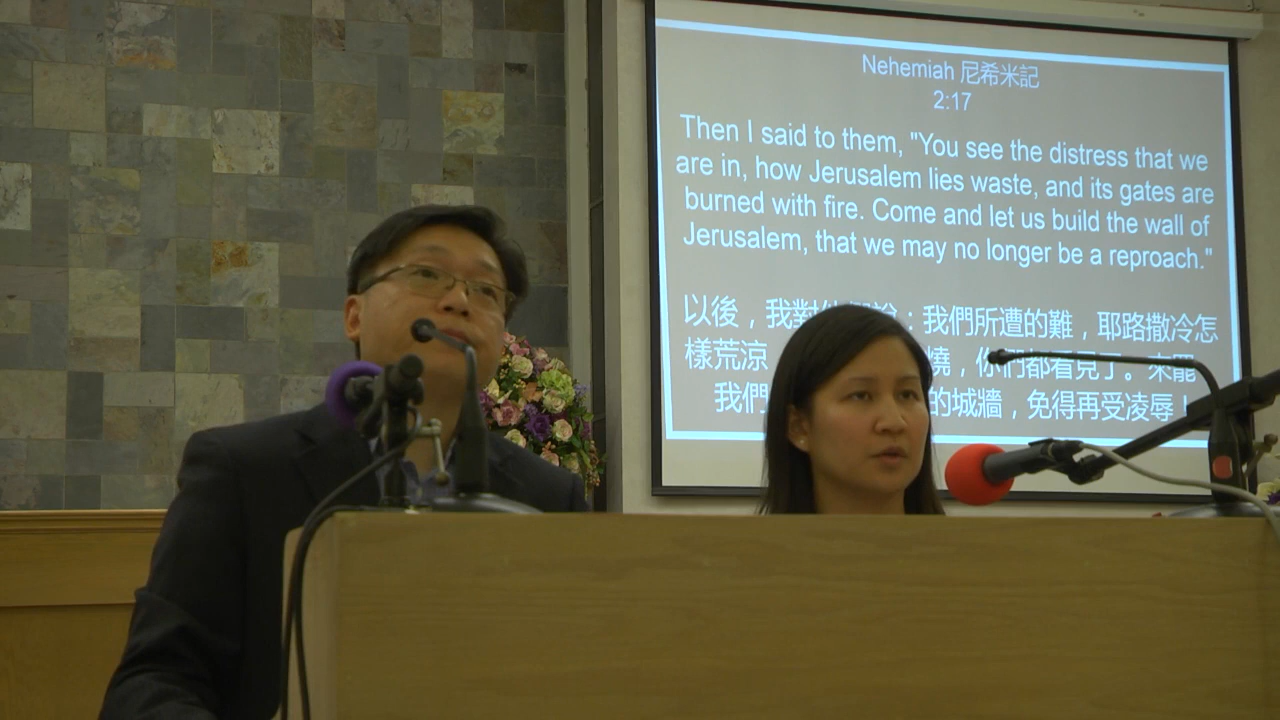 Nehemiah 尼希米記
2:17
Then I said to them, "You see the distress that we
are in, how Jerusalem lies waste, and its gates are
burned with fire. Come and let us build the wall of
Jerusalem, that we may no longer be a reproach."
以後，我對 ：我們所遭的難，耶路撒冷怎
樣荒涼 燒，你們都看見了。來罷
我們 的城牆，免得再受凌辱！